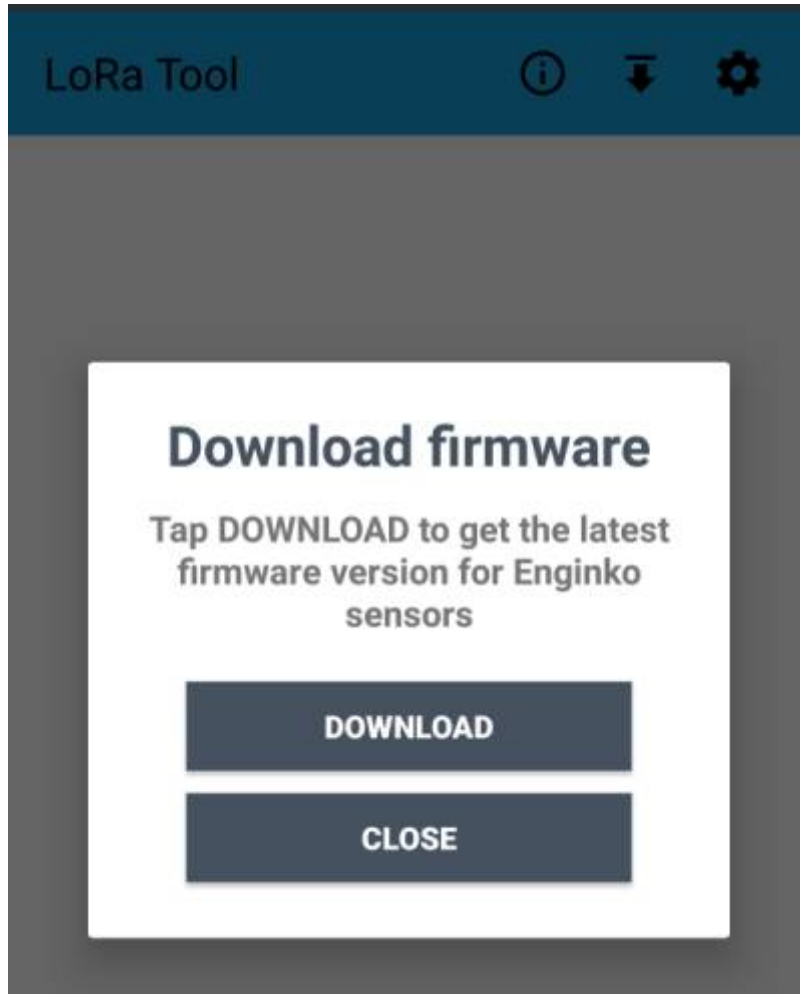 LoRa Tool
Download firmware
Tap DOWNLOAD to get the latest
firmware version for Enginko
sensors
DOWNLOAD
CLOSE